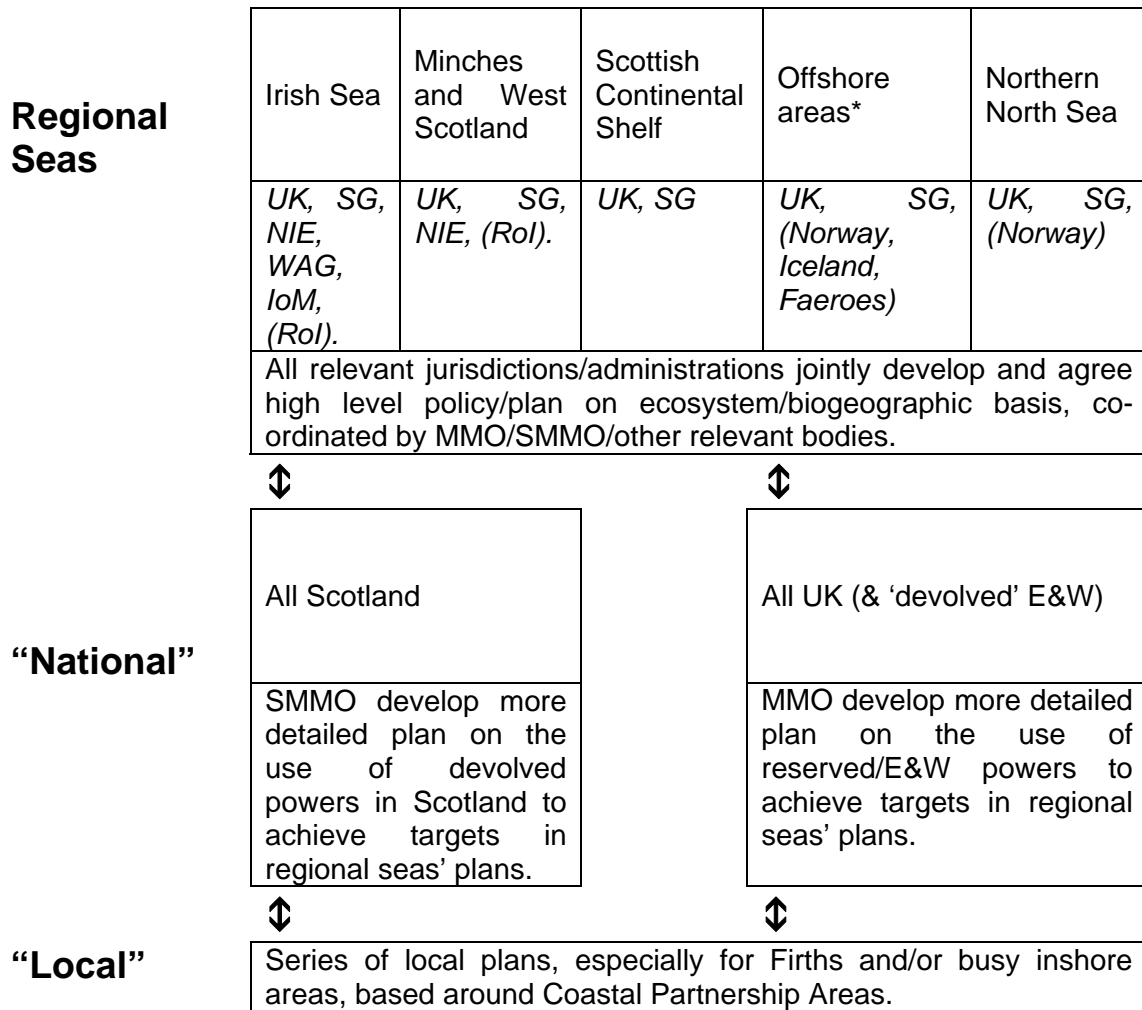 Regional
Seas
Irish Sea
Minches
and West
Scotland
Scottish
Continental
Shelf
Offshore
areas*
Northern
North Sea
UK, SG,
NIE,
WAG,
IoM,
(RoI).
UK, SG,
NIE, (RoI).
UK, SG
UK, SG,
(Norway,
Iceland,
Faeroes)
UK, SG,
(Norway)
All relevant jurisdictions/administrations jointly develop and agree
high level policy/plan on ecosystem/biogeographic basis, co-
ordinated by MMO/SMMO/other relevant bodies.
⇕ ⇕
“National”
All Scotland
SMMO develop more
detailed plan on the
use of devolved
powers in Scotland to
achieve targets in
regional seas’ plans.
All UK (& ‘devolved’ E&W)
MMO develop more detailed
plan on the use of
reserved/E&W powers to
achieve targets in regional
seas’ plans.
⇕ ⇕
“Local”
Series of local plans, especially for Firths and/or busy inshore
areas, based around Coastal Partnership Areas.